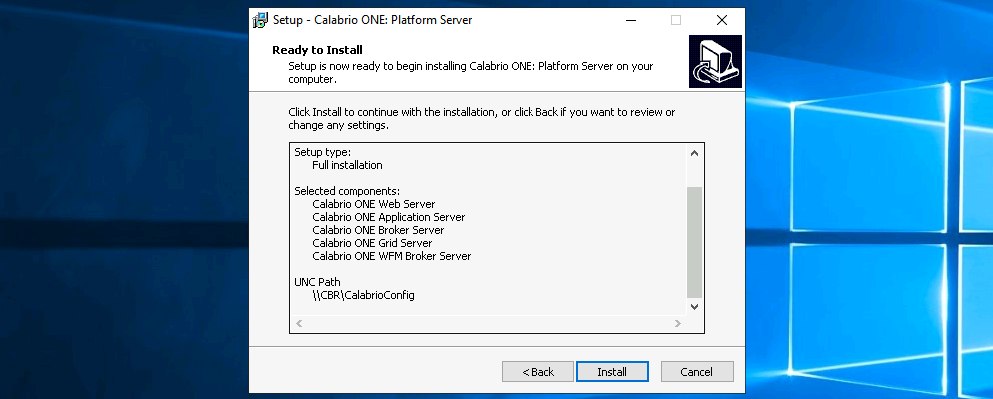 Setup - Calabrio ONE: Platform Server
Ready to Install
Setup is now ready to begin installing Calabrio ONE: Platform Server on your
computer.
Click Install to continue with the installation, or click Back if you want to review or
change any settings.
Setup type:
Full installation
Selected components:
Calabrio ONE Web Server
Calabrio ONE Application Server
Calabrio ONE Broker Server
Calabrio ONE Grid Server
Calabrio ONE WFM Broker Server
UNC Path
\\CBR\CalabrioConfig
< Back Install Cancel